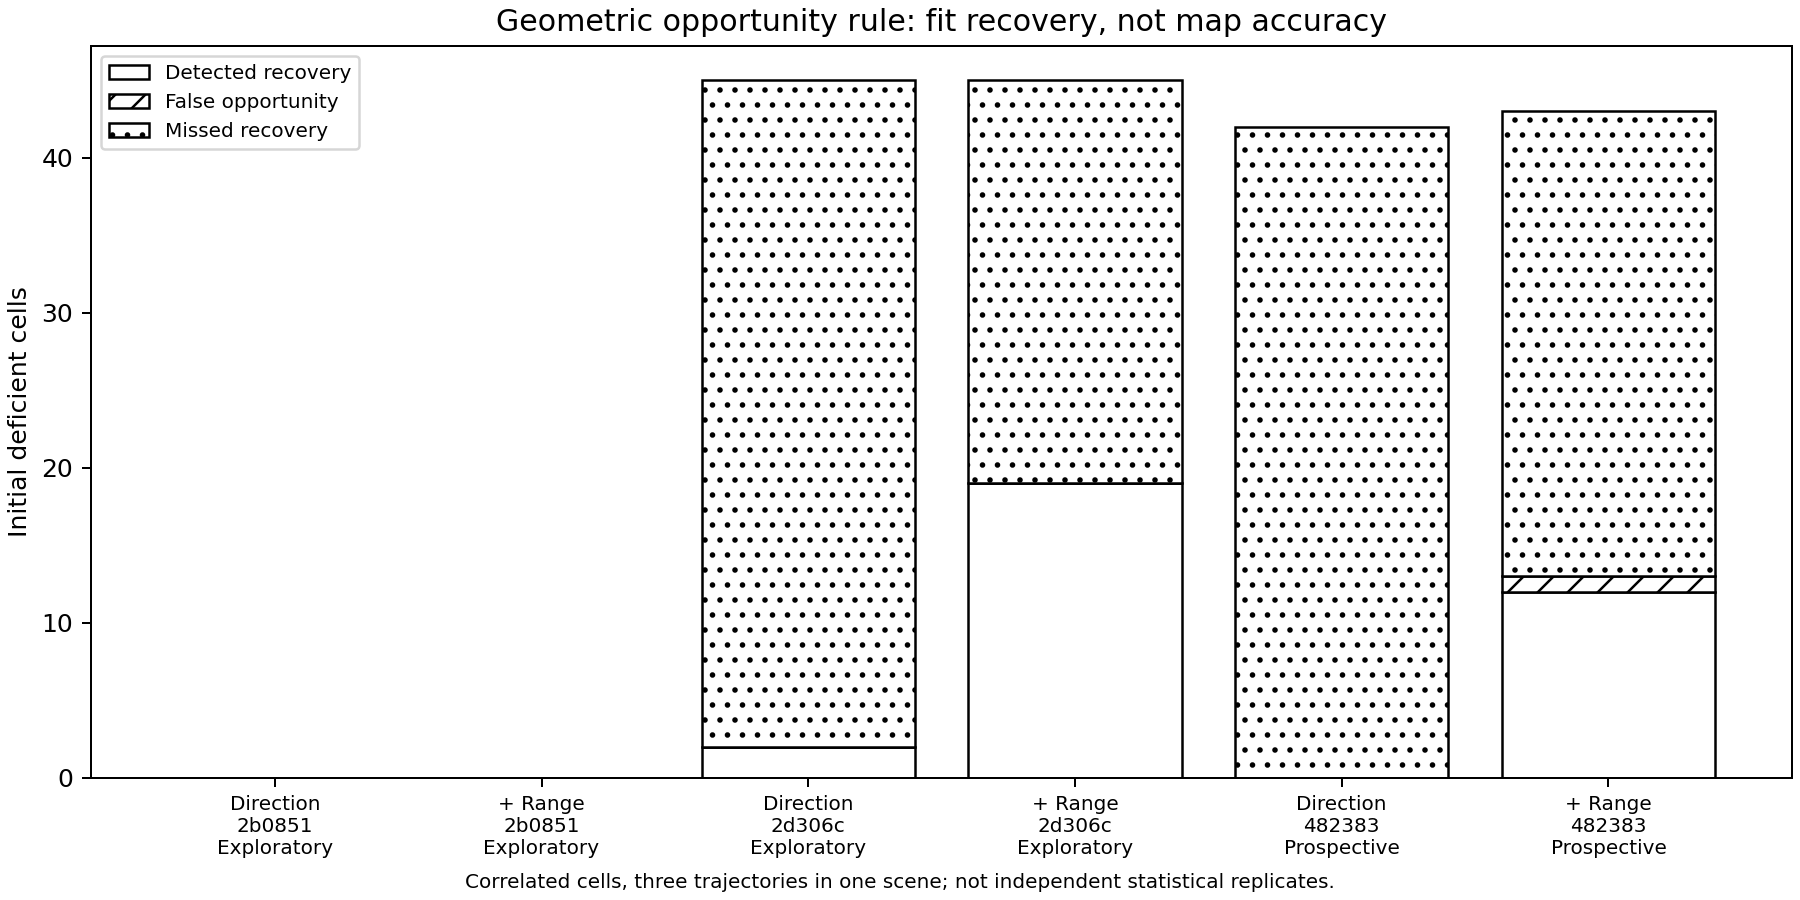 Geometric opportunity rule: fit recovery, not map accuracy
Detected recovery
False opportunity
Missed recovery
Initial deficient cells
40
30
20
10
0
Direction
2b0851
Exploratory
+ Range
2b0851
Exploratory
Direction
2d306c
Exploratory
+ Range
2d306c
Exploratory
Direction
482383
Prospective
+ Range
482383
Prospective
Correlated cells, three trajectories in one scene; not independent statistical replicates.